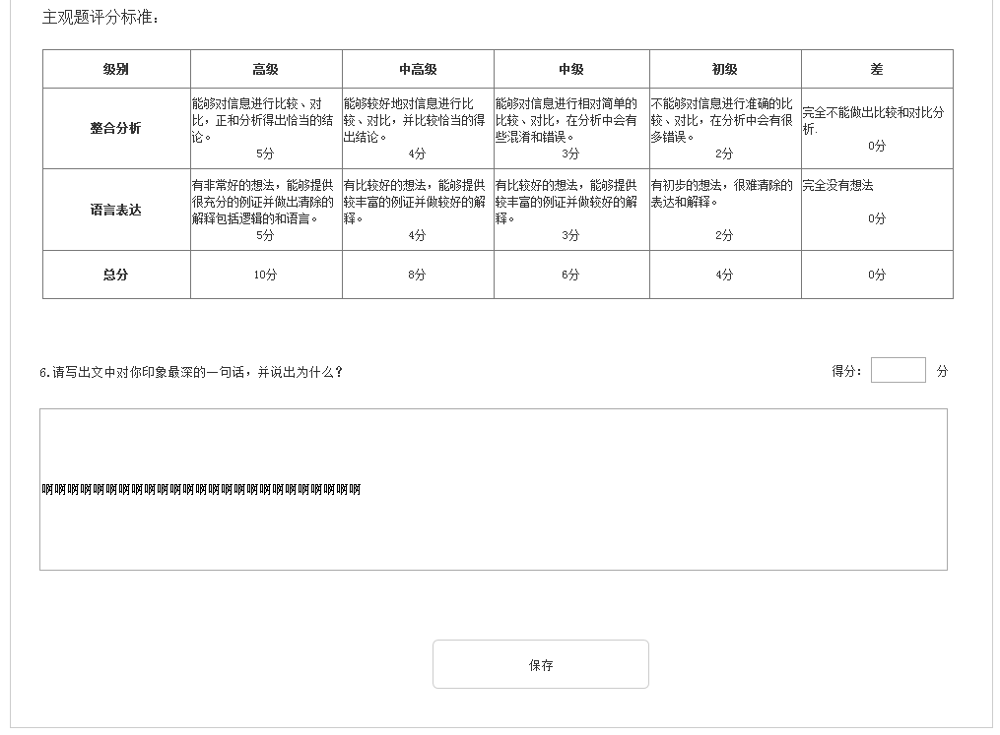 主观题评分标准：
级别 高级 中高级 中级 初级 差
整合分析
能够对信息进行比较、对
比，正和分析得出恰当的结
论。
5分
能够较好地对信息进行比
较、对比，并比较恰当的得
出结论。
4分
能够对信息进行相对简单的
比较、对比，在分析中会有
些混淆和错误。
3分
不能够对信息进行准确的比
较、对比，在分析中会有很
多错误。
2分
完全不能做出比较和对比分
析.
0分
语言表达
有非常好的想法，能够提供
很充分的例证并做出清除的
解释包括逻辑的和语言。
5分
有比较好的想法，能够提供
较丰富的例证并做较好的解
释。
4分
有比较好的想法，能够提供
较丰富的例证并做较好的解
释。
3分
有初步的想法，很难清除的
表达和解释。
2分
完全没有想法
0分
总分 10分 8分 6分 4分 0分
6.请写出文中对你印象最深的一句话，并说出为什么？ 得分： 分
啊啊啊啊啊啊啊啊啊啊啊啊啊啊啊啊啊啊啊啊啊啊啊啊啊
保存